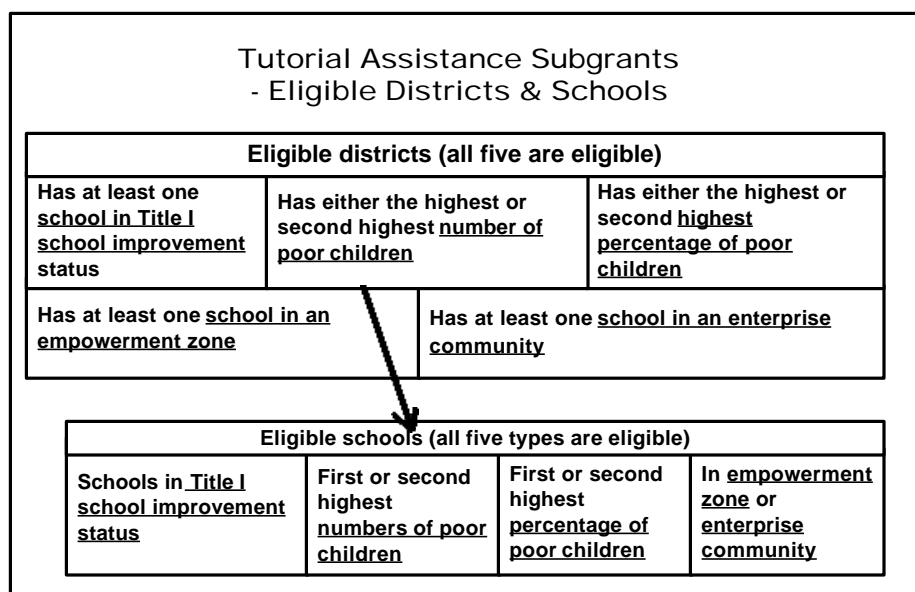 Tutorial Assistance Subgrants
- Eligible Districts & Schools
Eligible districts (all five are eligible)
Has at least one
school in Title I
school improvement
status
Has either the highest or
second highest number of
poor children
Has either the highest or
second highest
percentage of poor
children
Has at least one school in an
empowerment zone
Has at least one school in an enterprise
community
Eligible schools (all five types are eligible)
Schools in Title I
school improvement
status
First or second
highest
numbers of poor
children
First or second
highest
percentage of
poor children
In empowerment
zone or
enterprise
community